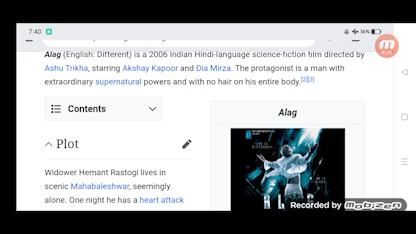 7:40
56%
Alag (English: Different) is a 2006 Indian Hindi-language science-fiction film directed by
Ashu Trikha, starring Akshay Kapoor and Dia Mirza. The protagonist is a man with
extraordinary supernatural powers and with no hair on his entire body.[2][3]
Contents
Alag
Plot
Widower Hemant Rastogi lives in
scenic Mahabaleshwar, seemingly
alone. One night he has a heart attack
Recorded by mobizen